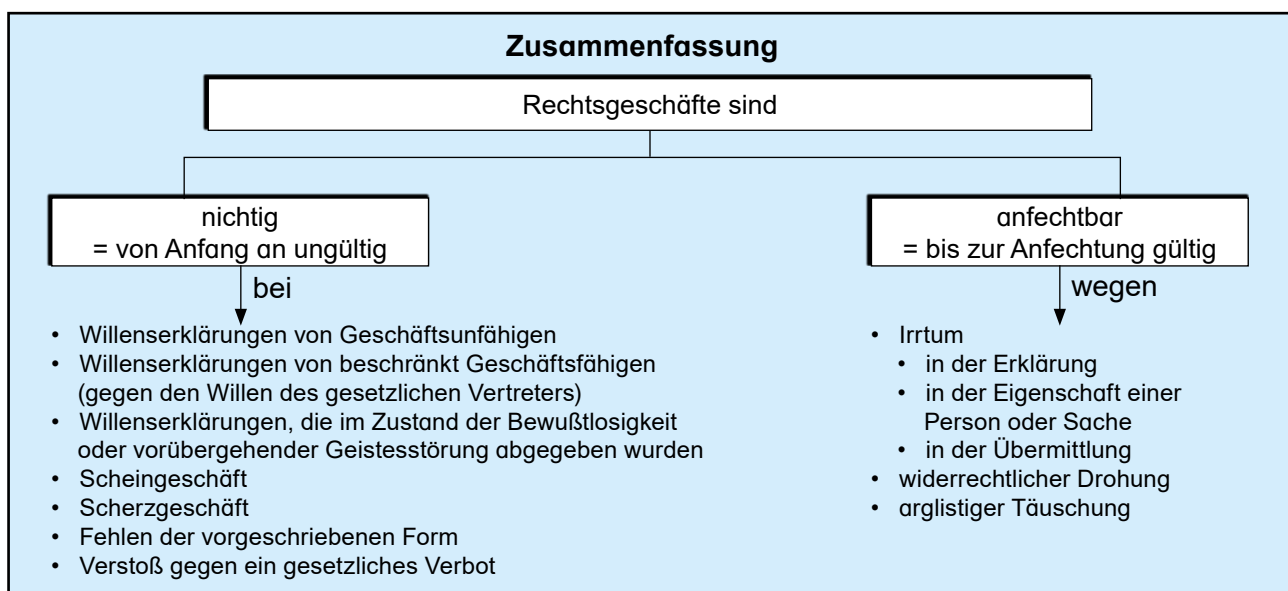 Zusammenfassung
Rechtsgeschäfte sind
nichtig
= von Anfang an ungültig
bei
• Willenserklärungen von Geschäftsunfähigen
• Willenserklärungen von beschränkt Geschäftsfähigen
(gegen den Willen des gesetzlichen Vertreters)
• Willenserklärungen, die im Zustand der Bewußtlosigkeit
oder vorübergehender Geistesstörung abgegeben wurden
• Scheingeschäft
• Scherzgeschäft
• Fehlen der vorgeschriebenen Form
• Verstoß gegen ein gesetzliches Verbot
anfechtbar
= bis zur Anfechtung gültig
wegen
• Irrtum
• in der Erklärung
• in der Eigenschaft einer
Person oder Sache
• in der Übermittlung
• widerrechtlicher Drohung
• arglistiger Täuschung